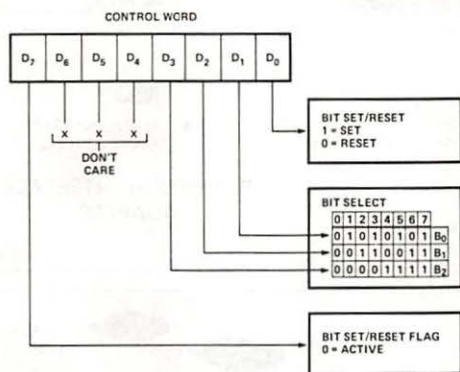 CONTROL WORD
D7 D6 D5 D4 D3 D2 D1 D0
X X X
DON'T
CARE
BIT SET/RESET
1 = SET
0 = RESET
BIT SELECT
0 1 2 3 4 5 6 7
0 1 0 1 0 1 0 1 B0
0 0 1 1 0 0 1 1 B1
0 0 0 0 1 1 1 1 B2
BIT SET/RESET FLAG
0 = ACTIVE